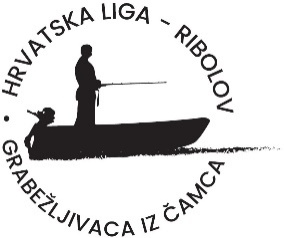 HRVATSKA LIGA - RIBOLOV
GRABEŽLJIVACA IZ ČAMCA